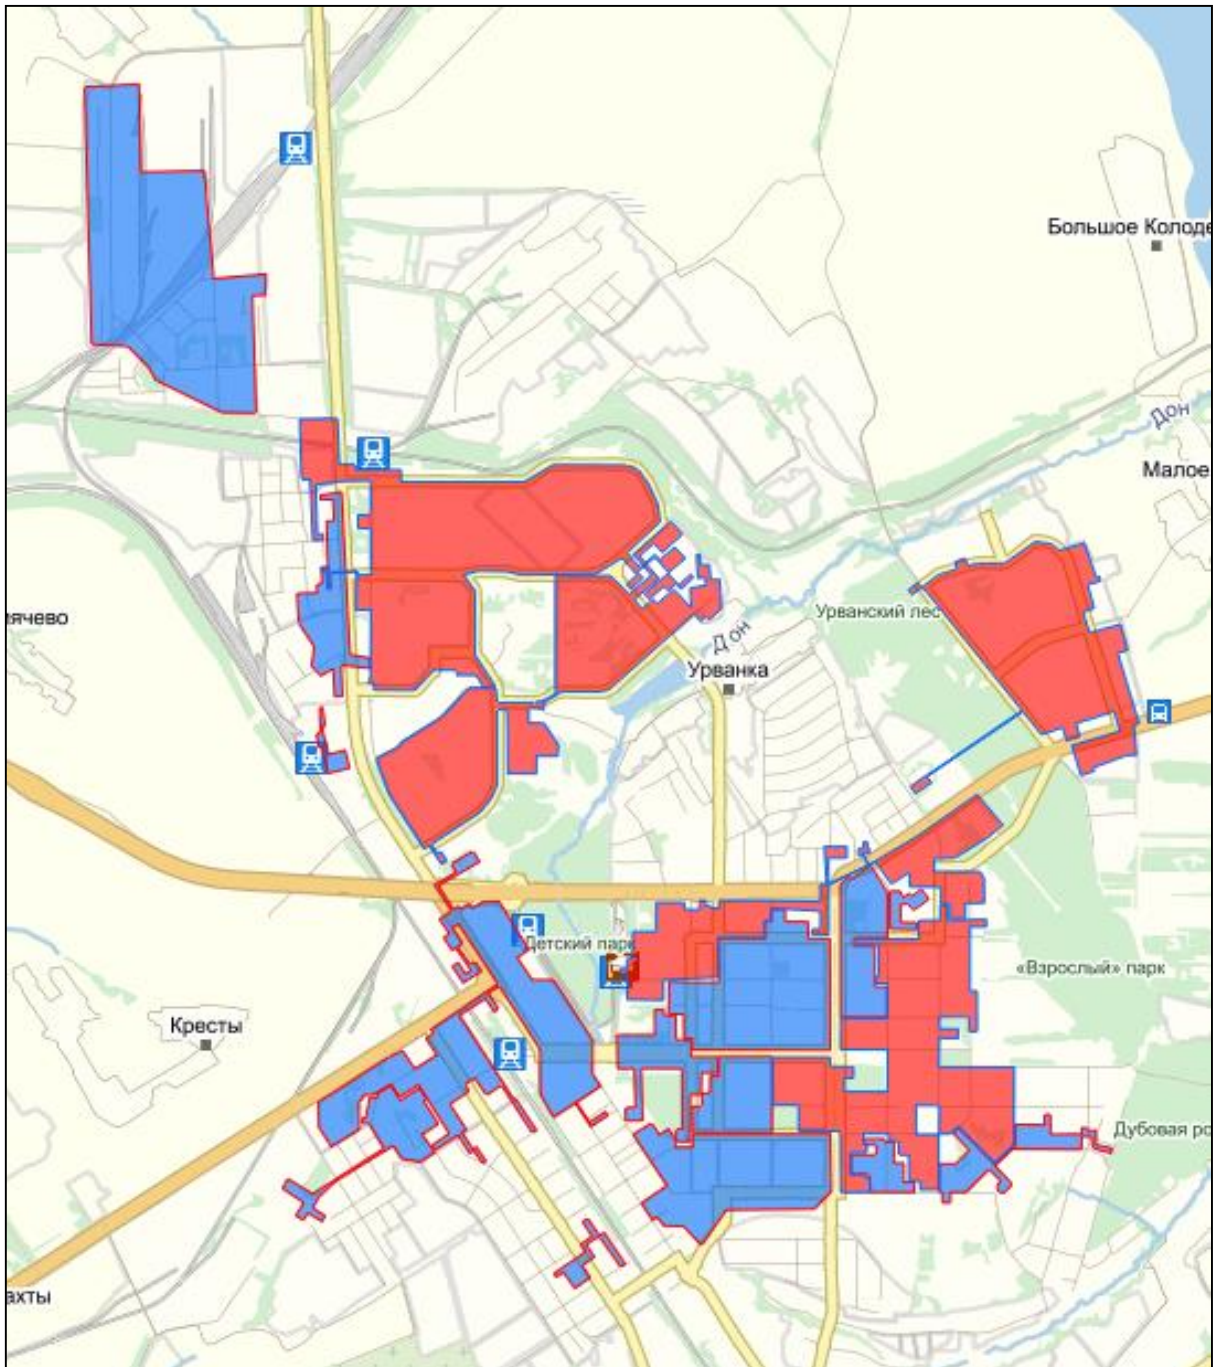 Большое Колоде
Дон
Малое
Урванский лес
ячево
Дон
Урванка
Детский парк
«Взрослый» парк
Кресты
Дубовая ро
ахты